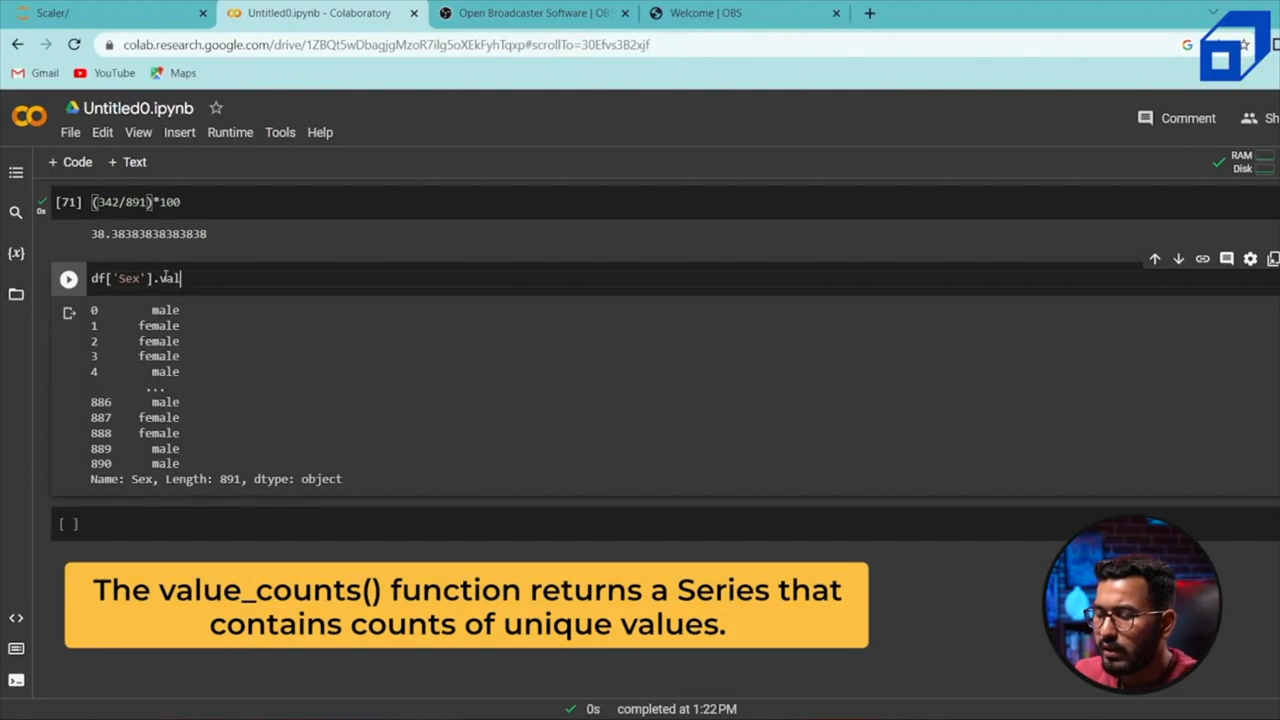 Scaler/
Untitled0.ipynb - Colaboratory
Open Broadcaster Software | OBS
Welcome | OBS
colab.research.google.com/drive/1ZBQt5wDbagjgMzoR7iIg5oXEkFyhTqxp#scrollTo=30Efvs3B2xjf
Gmail
YouTube
Maps
Untitled0.ipynb
File Edit View Insert Runtime Tools Help
Comment
Sh
+ Code + Text
RAM
Disk
[71] (342/891)*100
0s
38.38383838383838
df['Sex'].val
0 male
1 female
2 female
3 female
4 male
...
886 male
887 female
888 female
889 male
890 male
Name: Sex, Length: 891, dtype: object
[ ]
The value_counts() function returns a Series that
contains counts of unique values.
0s completed at 1:22 PM